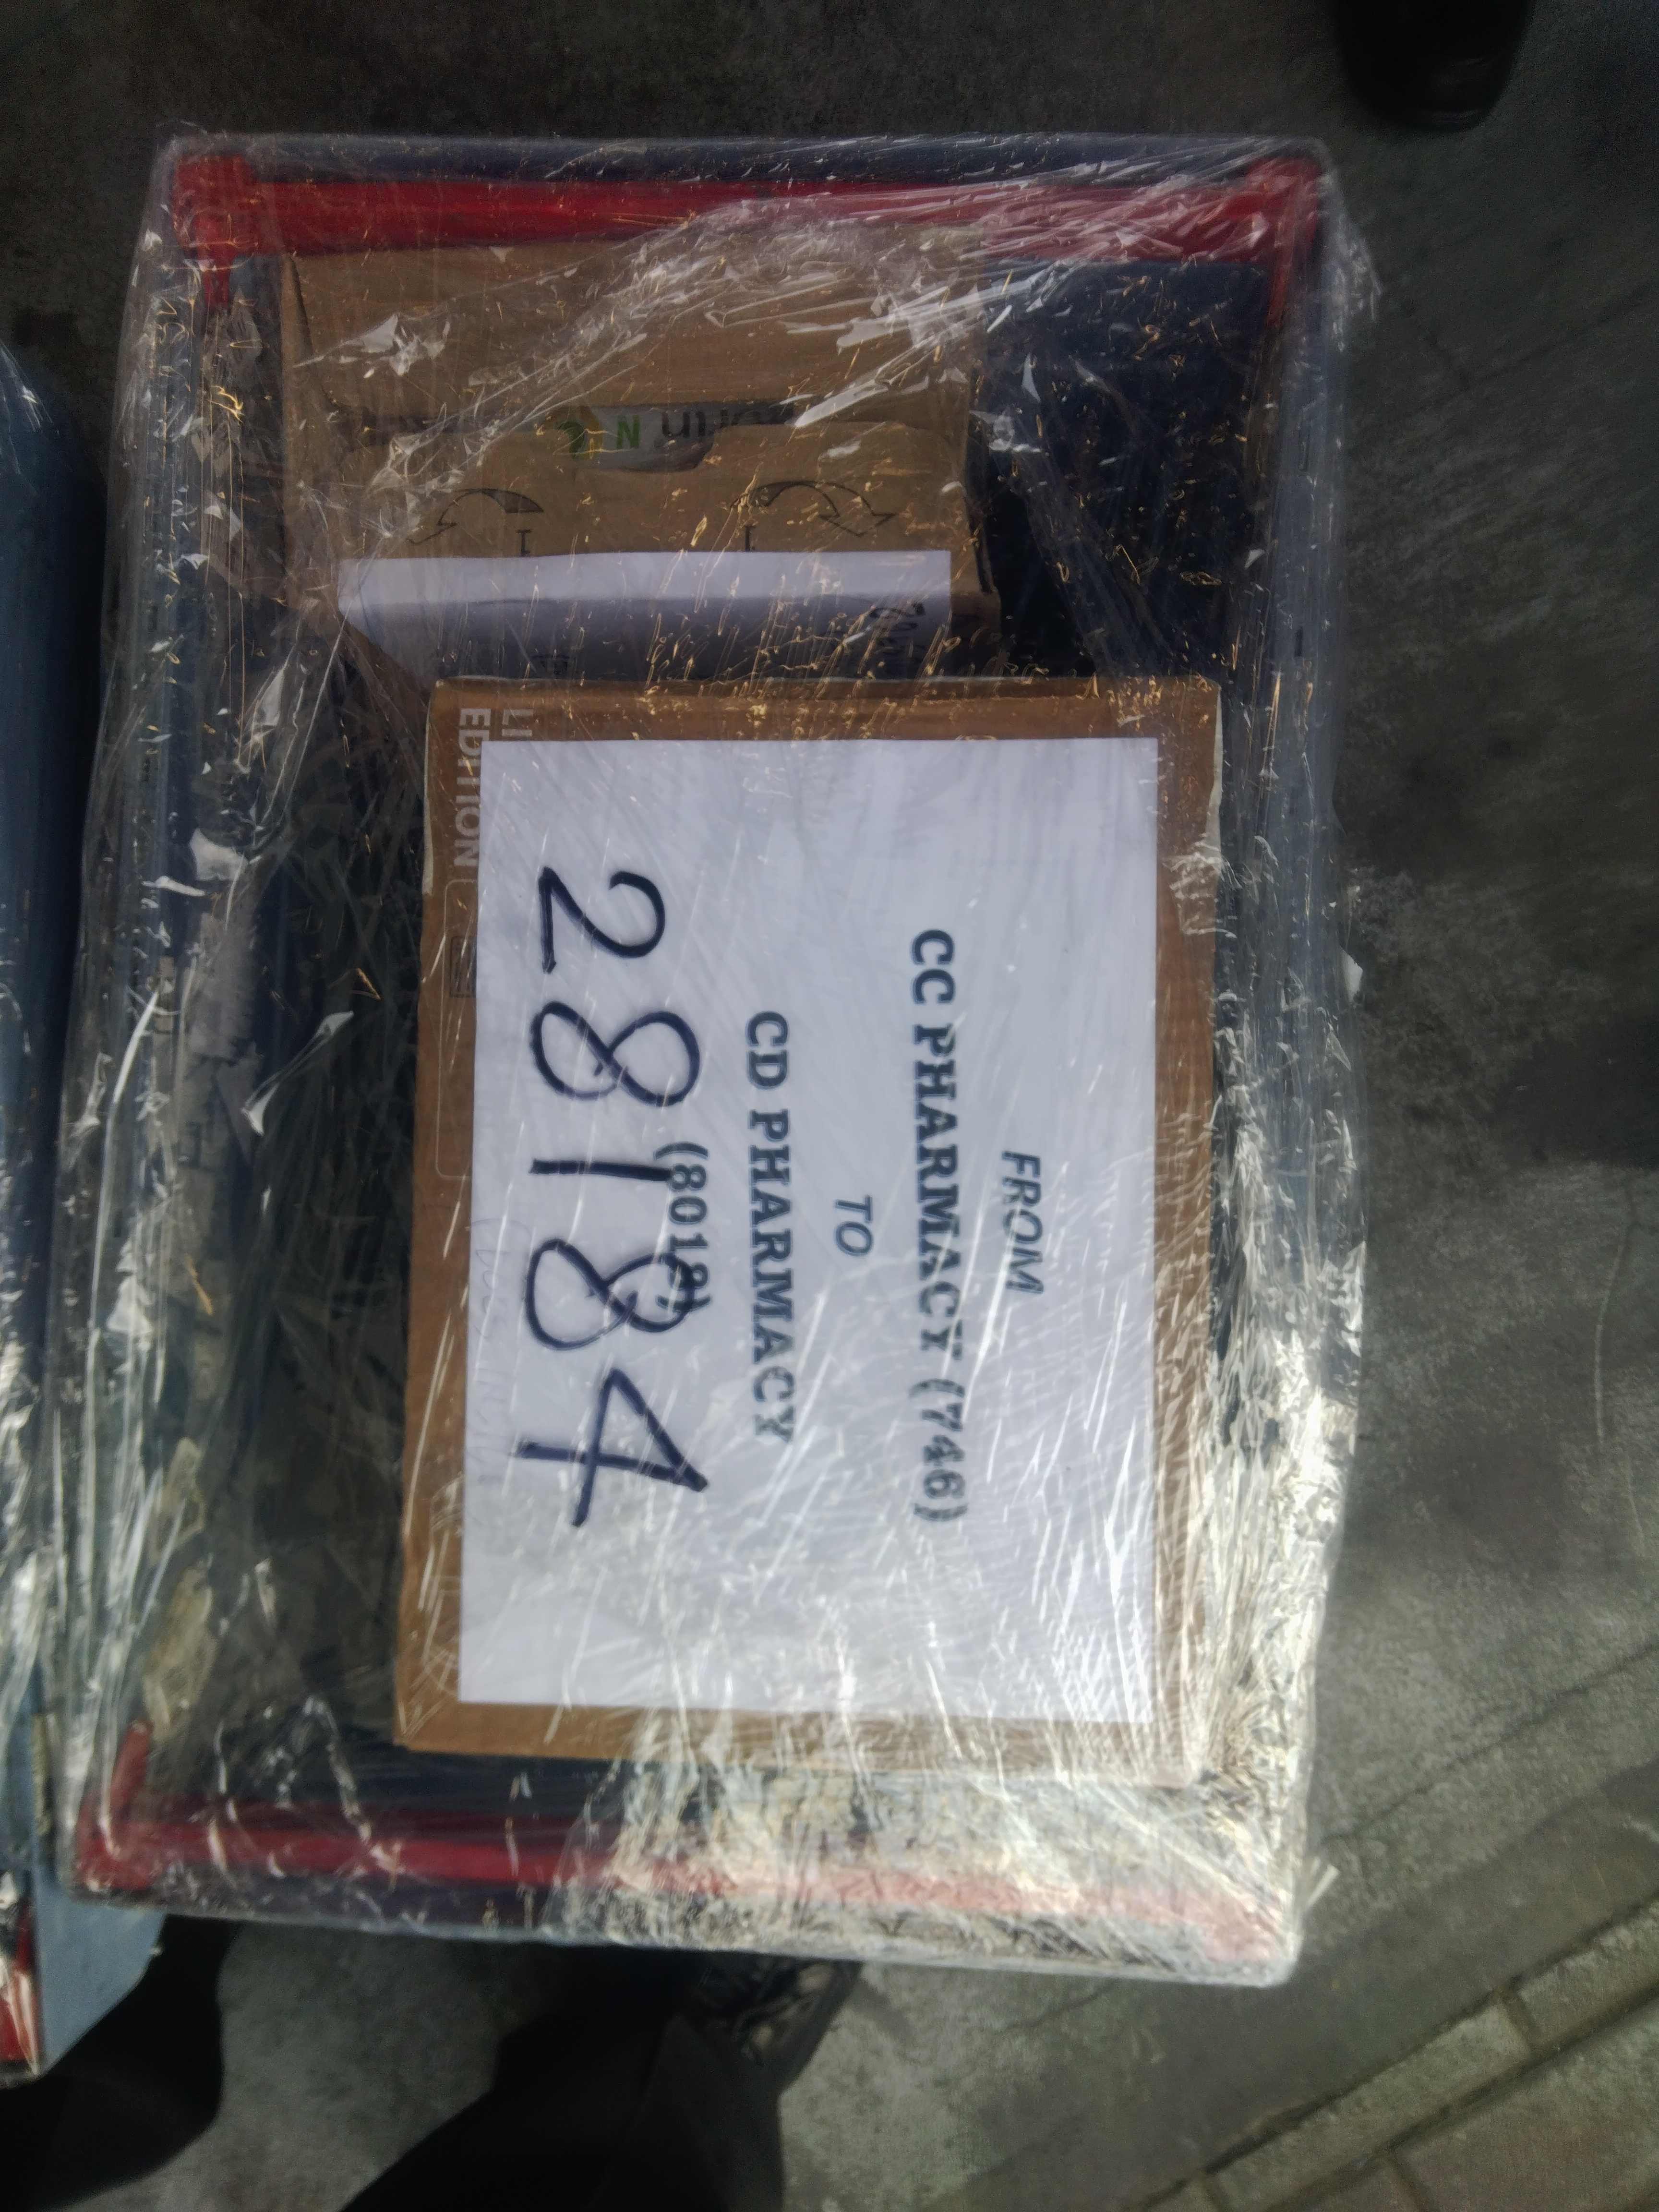 FROM
CC PHARMACY (746)
TO
CD PHARMACY
(8018)
28184
EDITION